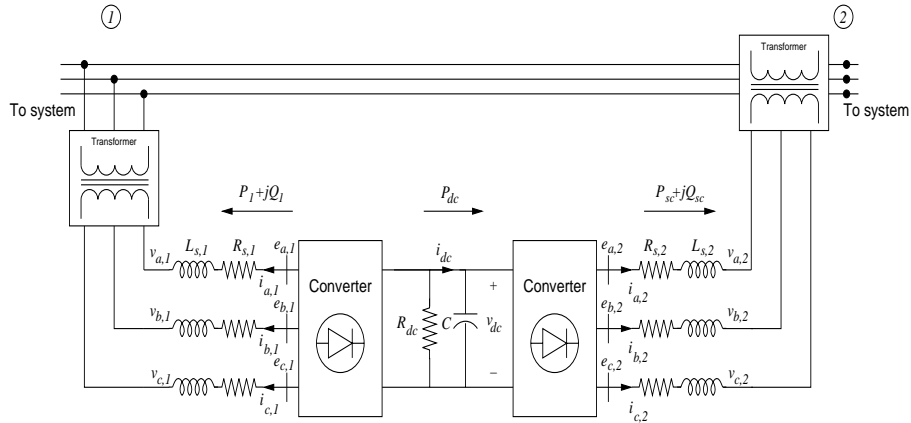 1
2
Transformer
To system
To system
Transformer
P1+jQ1
Pdc
Psc+jQsc
va,1
Ls,1
Rs,1
ea,1
ia,1
idc
ea,2
Rs,2
Ls,2
va,2
ia,2
Converter
Converter
vb,1
eb,1
ib,1
Rdc
C
+
vdc
−
eb,2
ib,2
vb,2
vc,1
ec,1
ic,1
ec,2
ic,2
vc,2